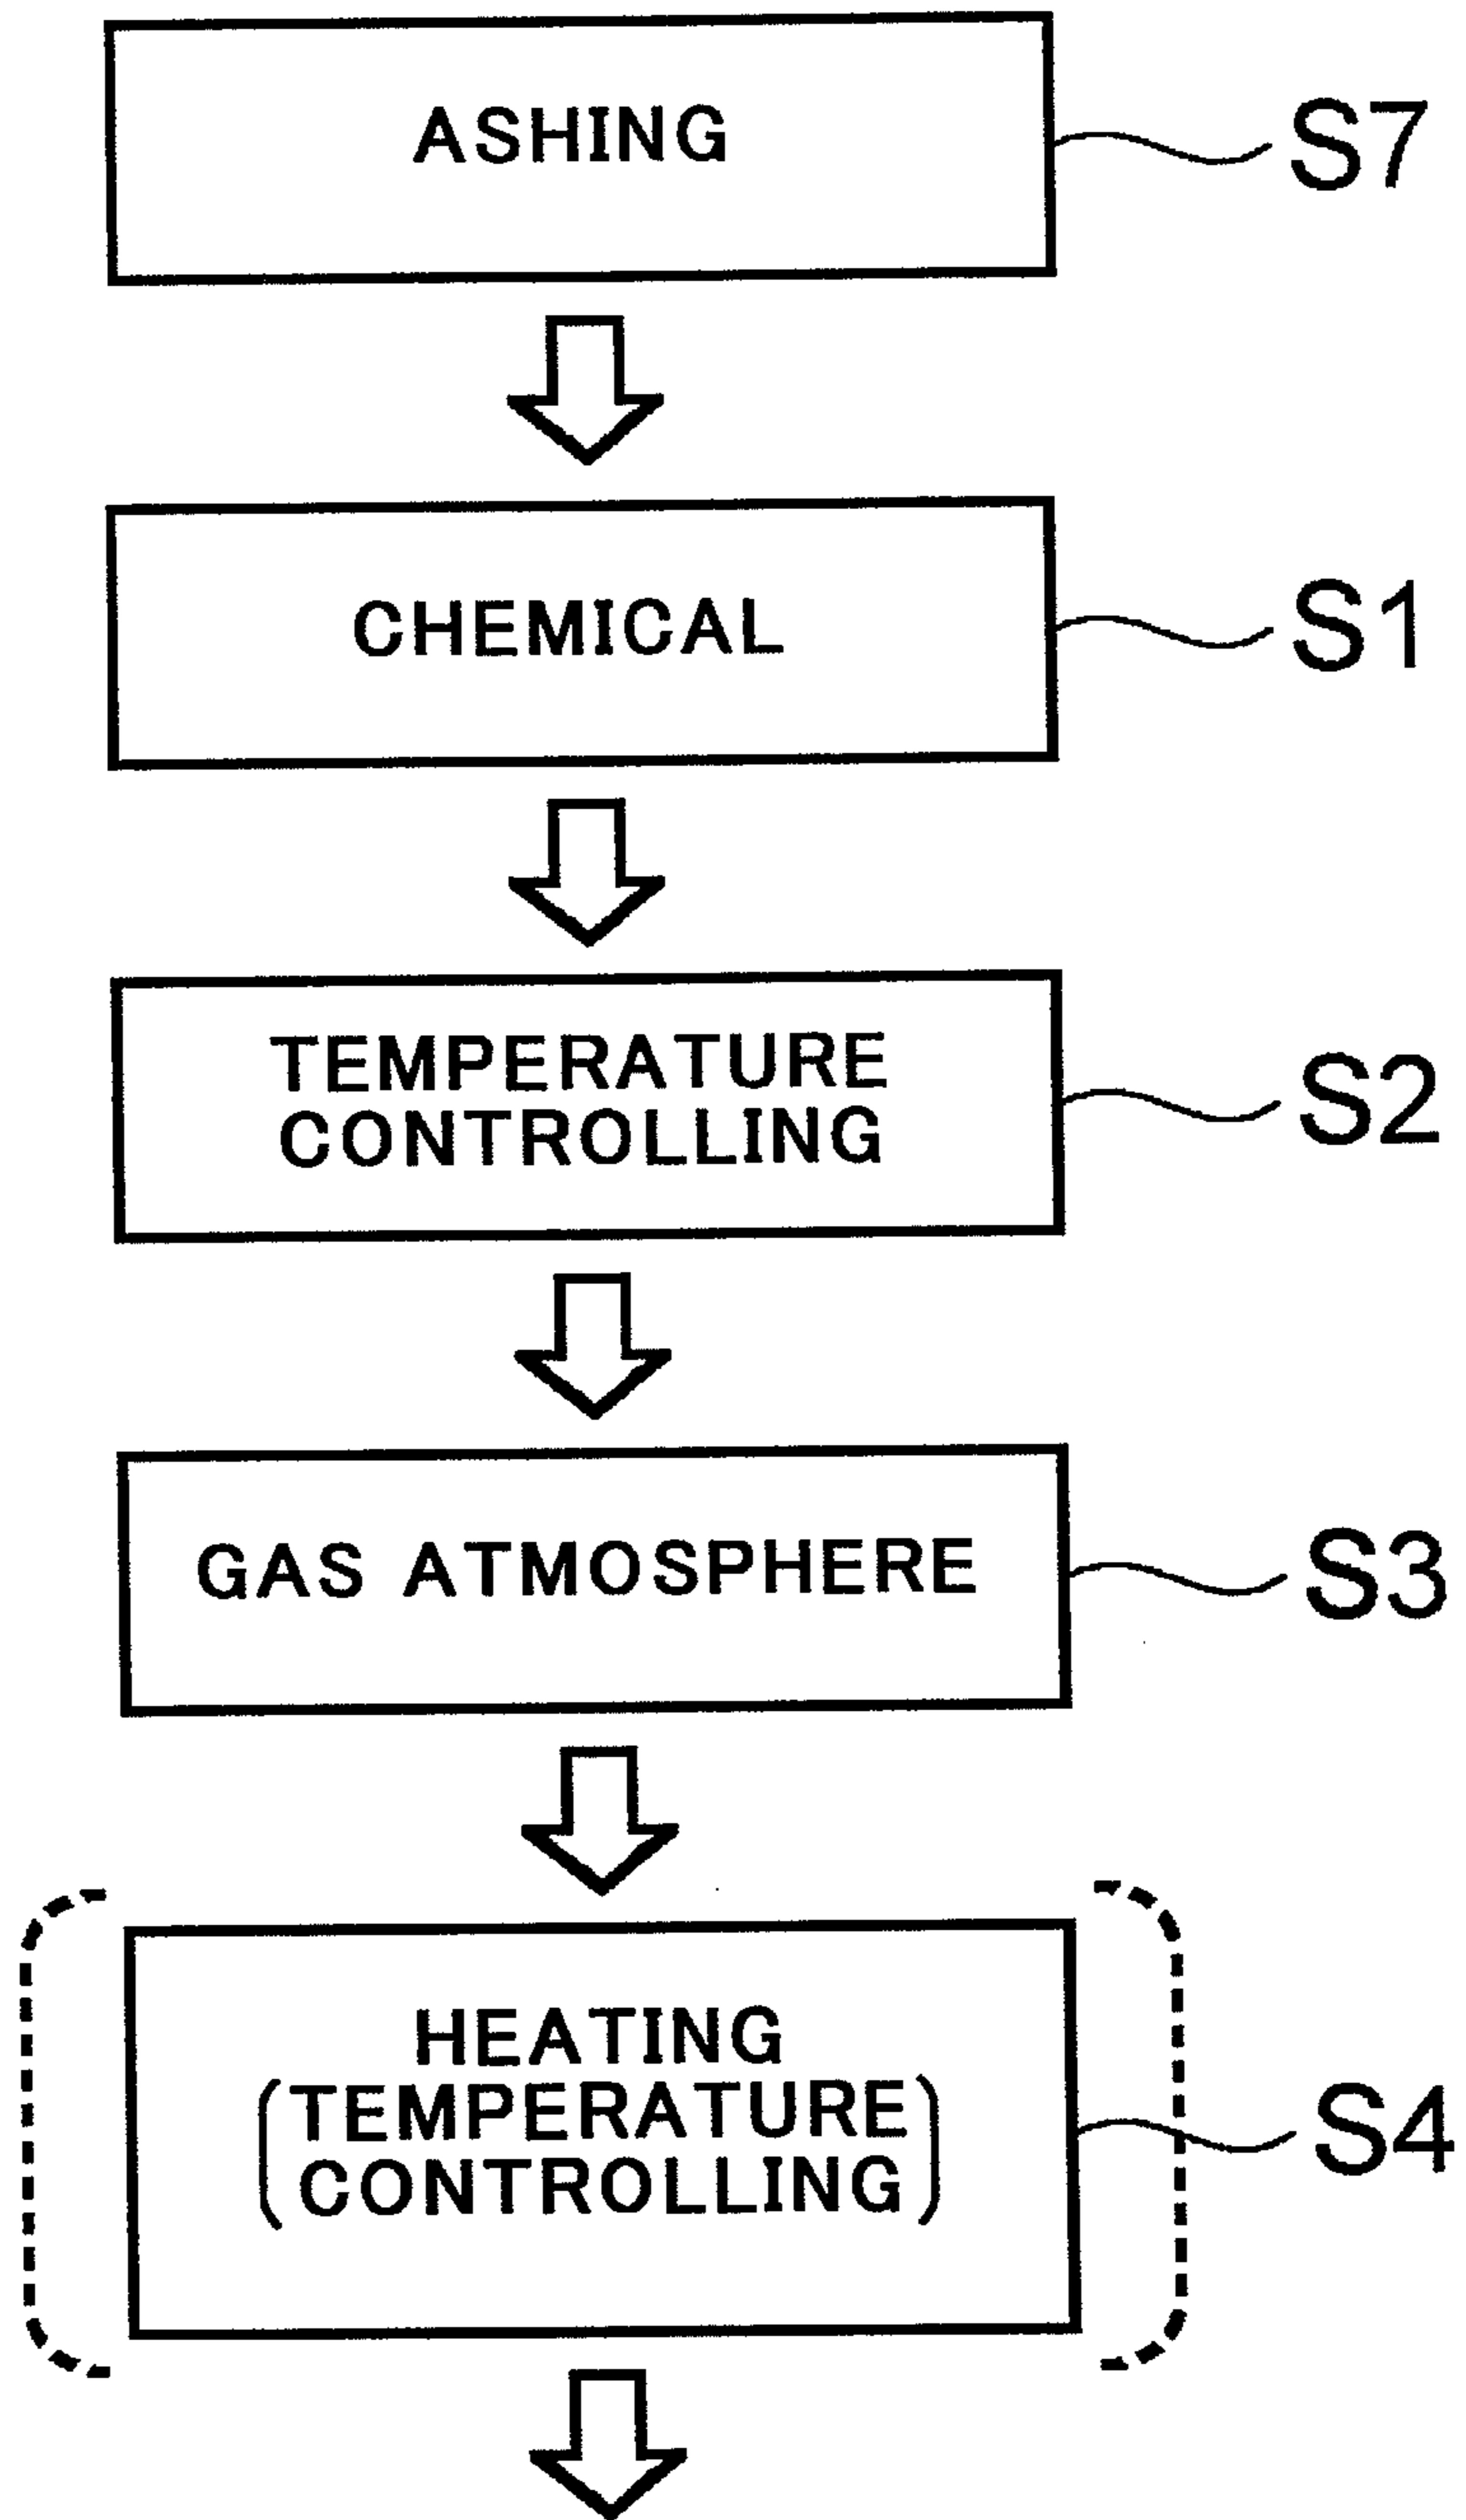 ASHING
S7
CHEMICAL
S1
TEMPERATURE
CONTROLLING
S2
GAS ATMOSPHERE
S3
HEATING
(TEMPERATURE
CONTROLLING)
S4